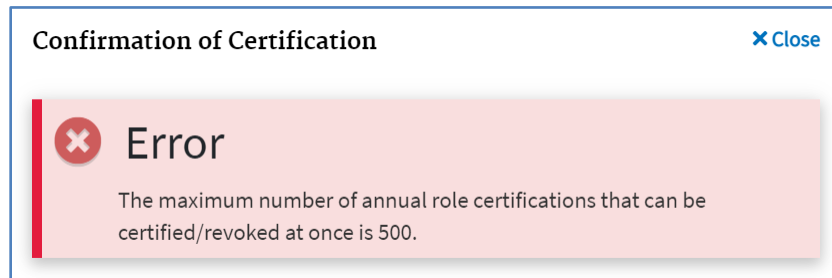 Confirmation of Certification
× Close
Error
The maximum number of annual role certifications that can be
certified/revoked at once is 500.